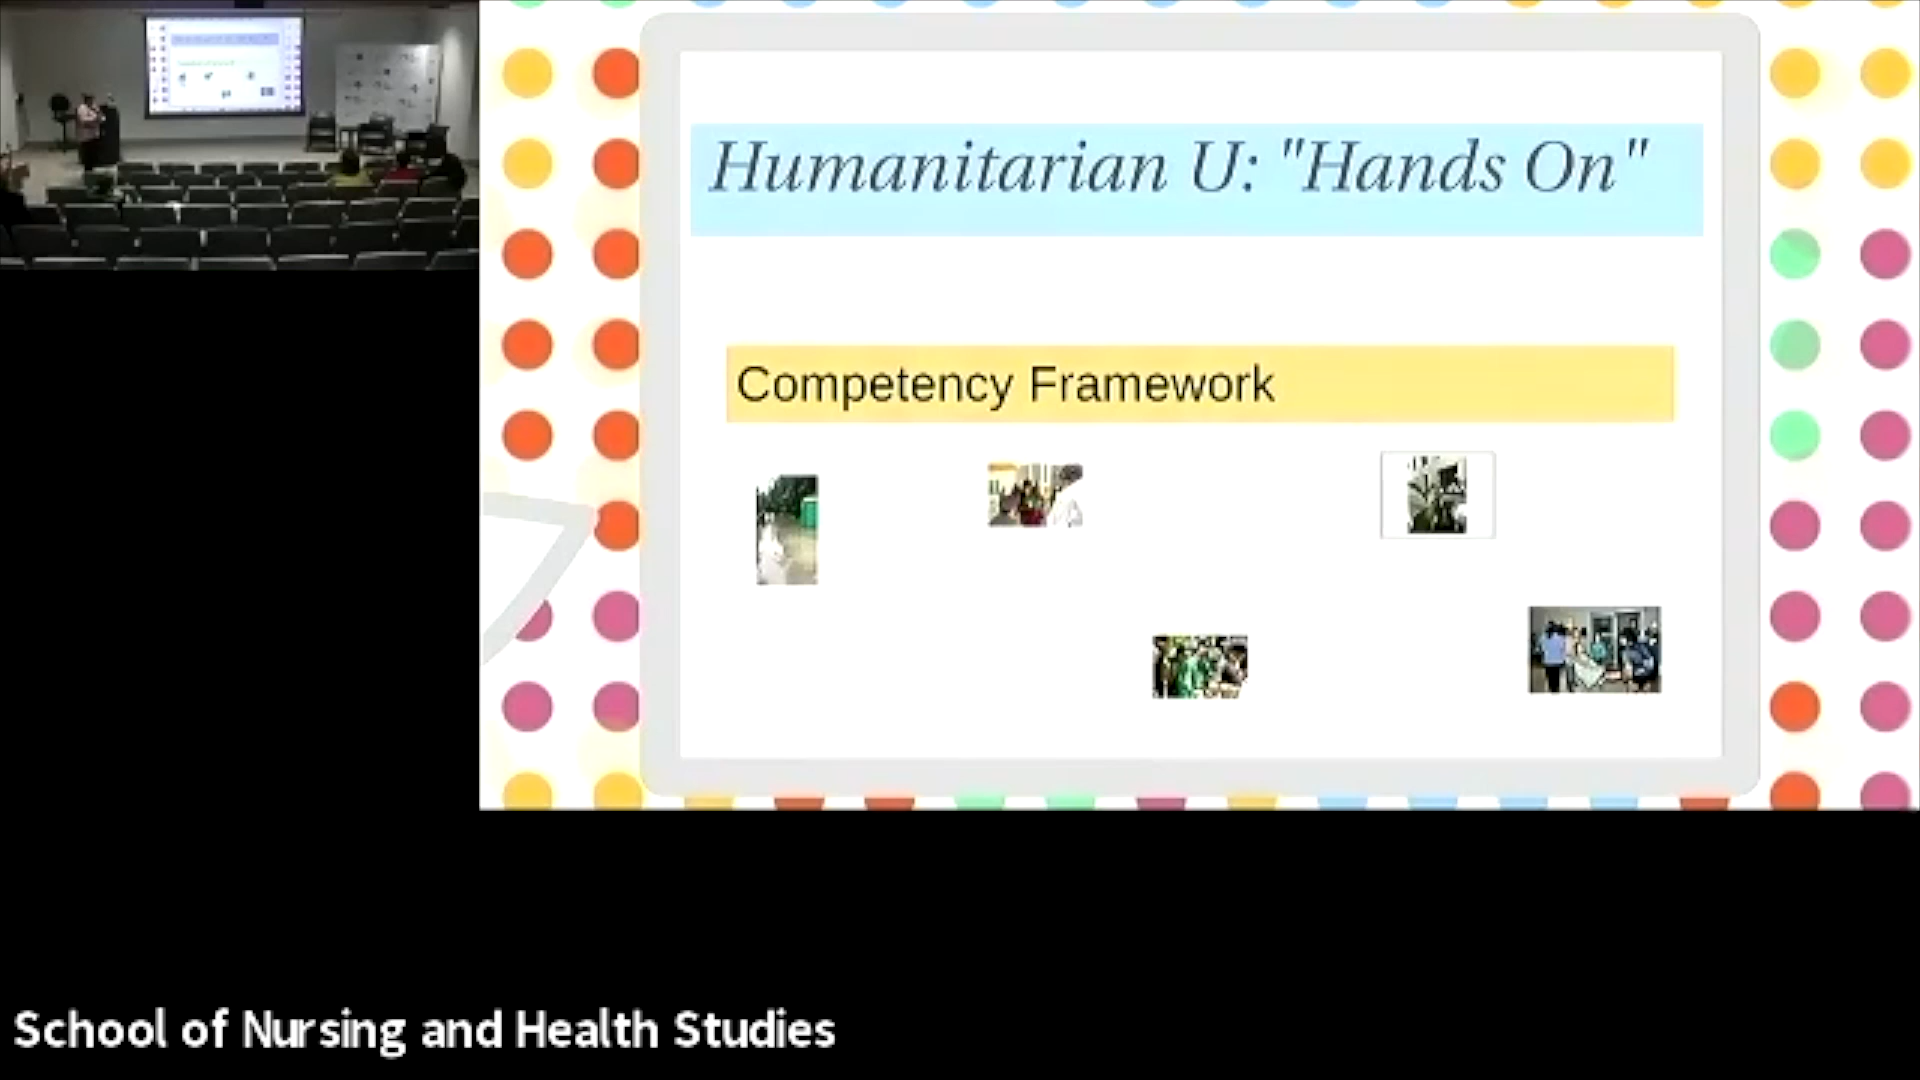 Humanitarian U: "Hands On"
Competency Framework
School of Nursing and Health Studies